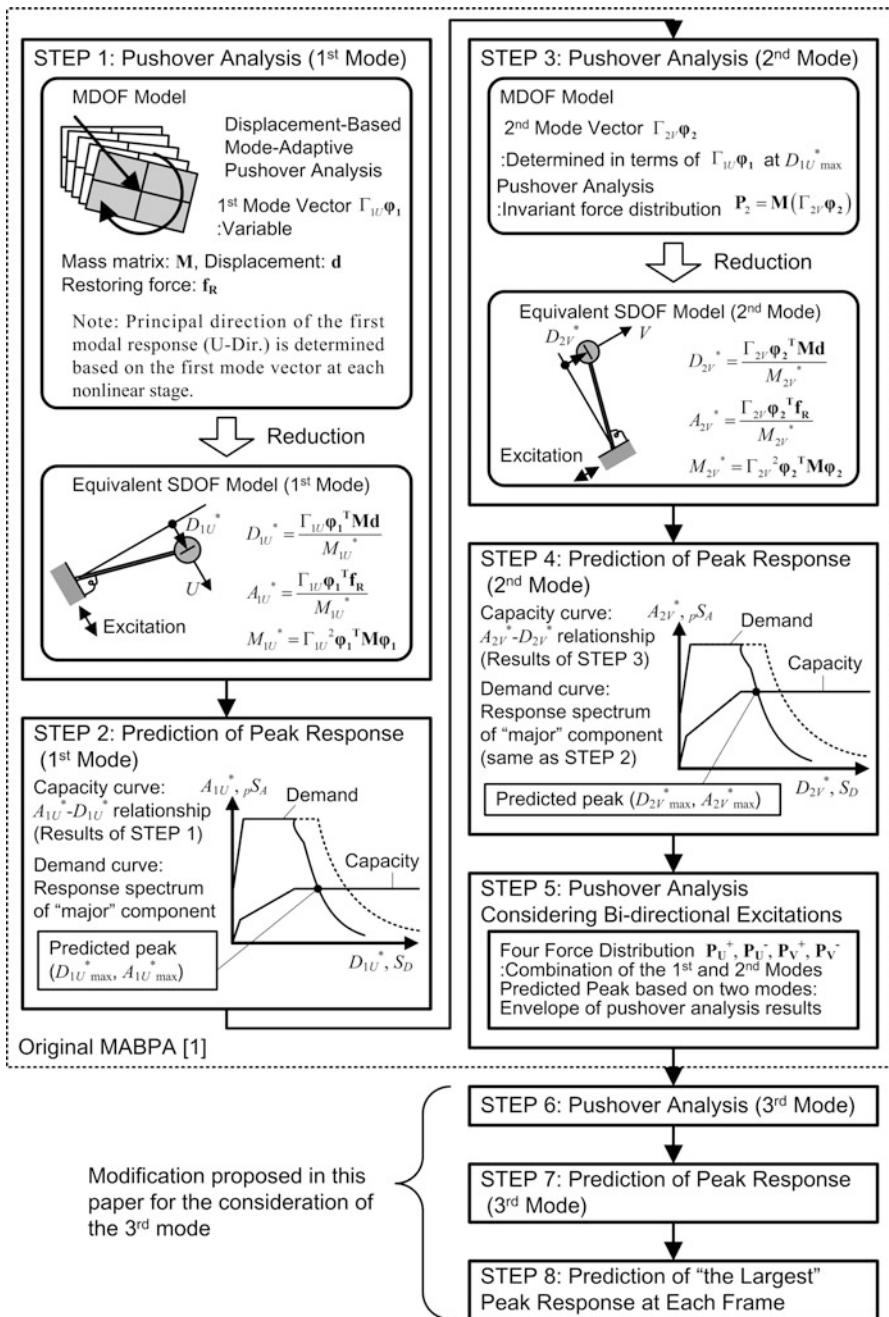 STEP 1: Pushover Analysis (1st Mode)
MDOF Model
Displacement-Based
Mode-Adaptive
Pushover Analysis
1st Mode Vector Γ1Uφ1
:Variable
Mass matrix: M, Displacement: d
Restoring force: fR
Note: Principal direction of the first
modal response (U-Dir.) is determined
based on the first mode vector at each
nonlinear stage.
Reduction
Equivalent SDOF Model (1st Mode)
D1U*
U
Excitation
D1U* = Γ1Uφ1ᵀMd / M1U*
A1U* = Γ1Uφ1ᵀfR / M1U*
M1U* = Γ1U²φ1ᵀMφ1
STEP 2: Prediction of Peak Response
(1st Mode)
Capacity curve:
A1U*-D1U* relationship
(Results of STEP 1)
Demand curve:
Response spectrum
of "major" component
Predicted peak
(D1U*max, A1U*max)
A1U*, pSA
Demand
Capacity
D1U*, SD
Original MABPA [1]
STEP 3: Pushover Analysis (2nd Mode)
MDOF Model
2nd Mode Vector Γ2Vφ2
:Determined in terms of Γ1Uφ1 at D1U*max
Pushover Analysis
:Invariant force distribution P2 = M(Γ2Vφ2)
Reduction
Equivalent SDOF Model (2nd Mode)
D2V*
V
Excitation
D2V* = Γ2Vφ2ᵀMd / M2V*
A2V* = Γ2Vφ2ᵀfR / M2V*
M2V* = Γ2V²φ2ᵀMφ2
STEP 4: Prediction of Peak Response
(2nd Mode)
Capacity curve:
A2V*-D2V* relationship
(Results of STEP 3)
Demand curve:
Response spectrum
of "major" component
(same as STEP 2)
A2V*, pSA
Demand
Capacity
D2V*, SD
Predicted peak (D2V*max, A2V*max)
STEP 5: Pushover Analysis
Considering Bi-directional Excitations
Four Force Distribution PU⁺, PU⁻, PV⁺, PV⁻
:Combination of the 1st and 2nd Modes
Predicted Peak based on two modes:
Envelope of pushover analysis results
Modification proposed in this
paper for the consideration of
the 3rd mode
STEP 6: Pushover Analysis (3rd Mode)
STEP 7: Prediction of Peak Response
(3rd Mode)
STEP 8: Prediction of "the Largest"
Peak Response at Each Frame